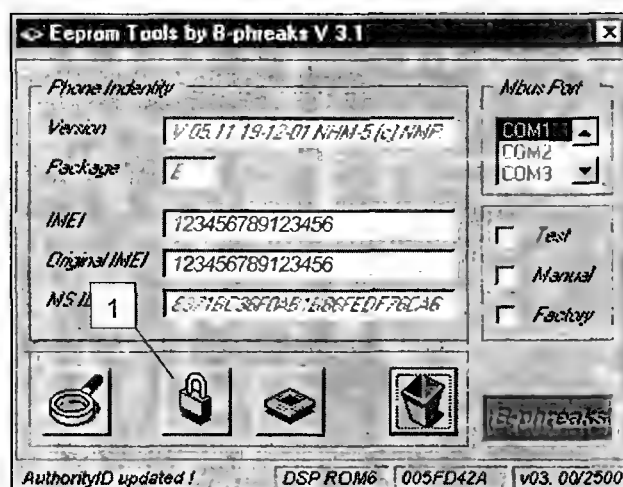 Eeprom Tools by B-phreaks V 3.1
Phone Indentity
Version V 05.11 19-12-01 NHM-5 (c) NMP.
Package E
IMEI 123456789123456
Original IMEI 123456789123456
MS ID
1
Mbus Port
COM1
COM2
COM3
Test
Manual
Factory
B-phreaks
AuthorityID updated ! DSP ROM6 005FD42A v03. 00/2500